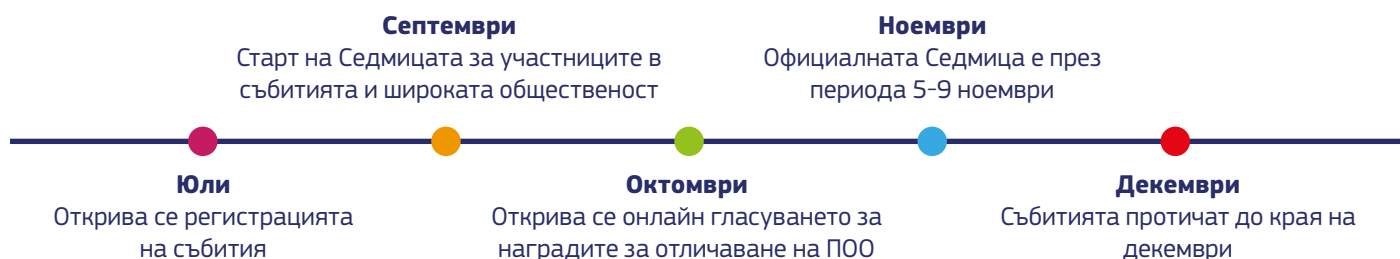 Септември
Старт на Седмицата за участниците в
събитията и широката общественост
Ноември
Официалната Седмица е през
периода 5-9 ноември
Юли
Открива се регистрацията
на събития
Октомври
Открива се онлайн гласуването за
наградите за отличаване на ПОО
Декември
Събитията протичат до края на
декември